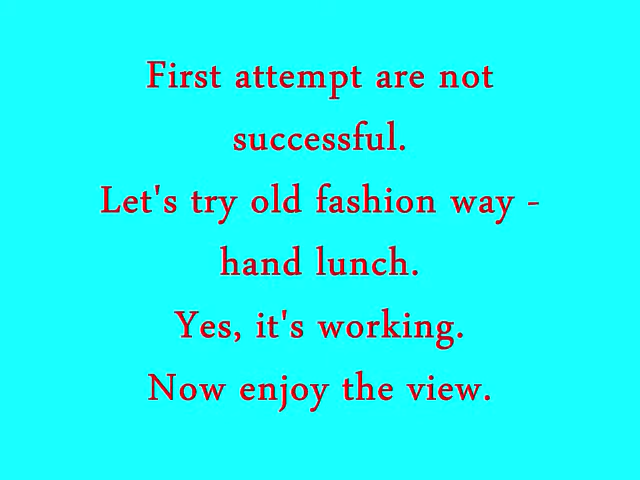 First attempt are not
successful.
Let's try old fashion way -
hand lunch.
Yes, it's working.
Now enjoy the view.